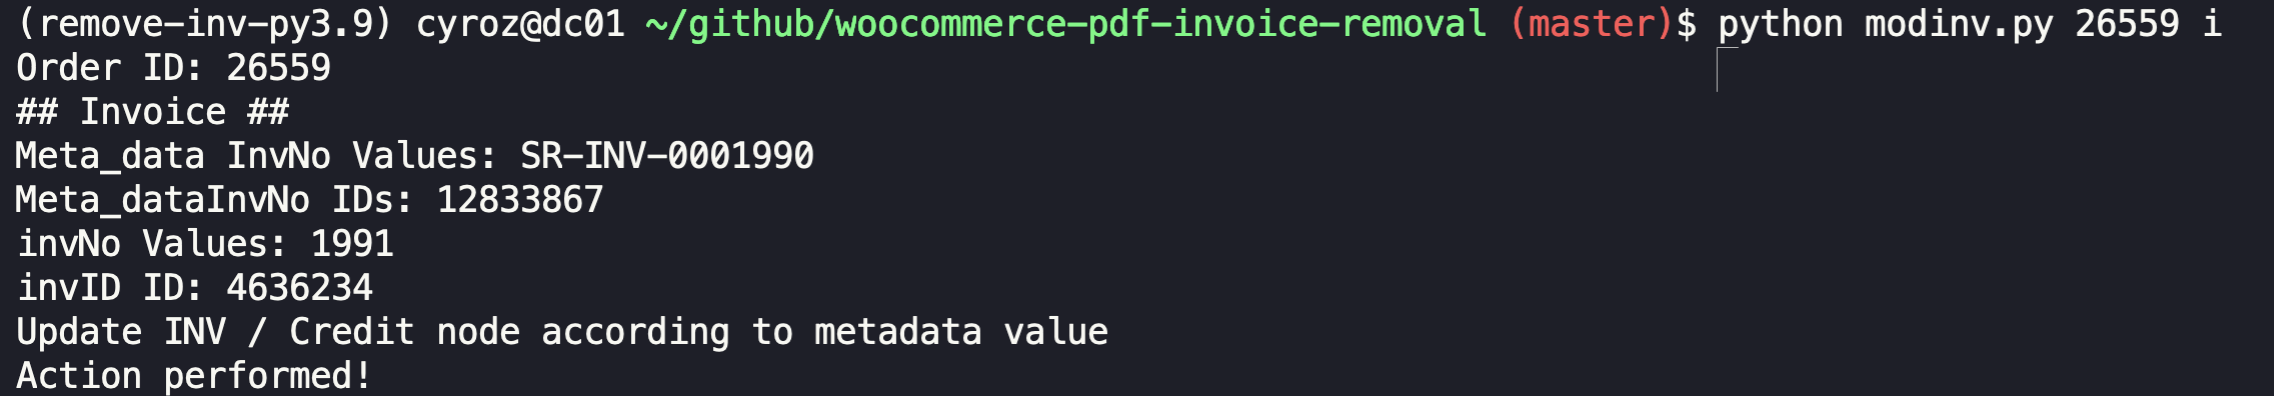 (remove-inv-py3.9) cyroz@dc01 ~/github/woocommerce-pdf-invoice-removal (master)$ python modinv.py 26559 i
Order ID: 26559
## Invoice ##
Meta_data InvNo Values: SR-INV-0001990
Meta_dataInvNo IDs: 12833867
invNo Values: 1991
invID ID: 4636234
Update INV / Credit node according to metadata value
Action performed!